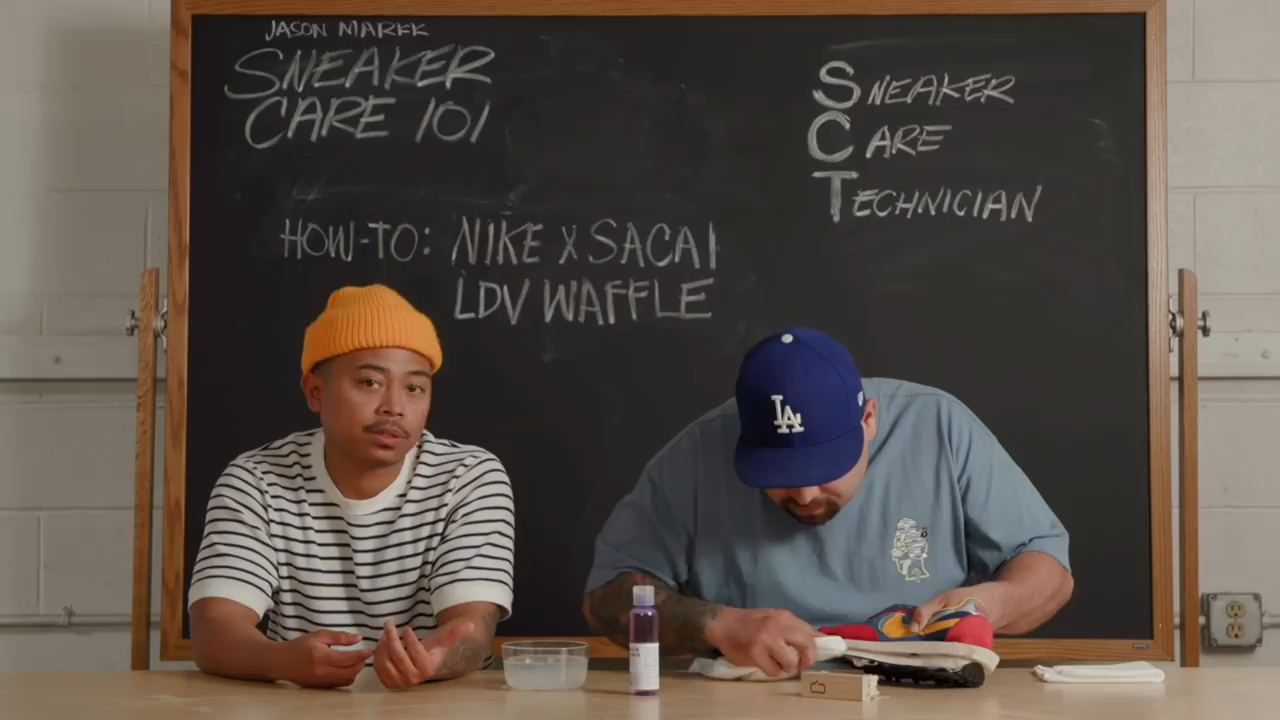 JASON MARKK
SNEAKER
CARE 101
HOW-TO: NIKE X SACAI
LDV WAFFLE
SNEAKER
CARE
TECHNICIAN
LA